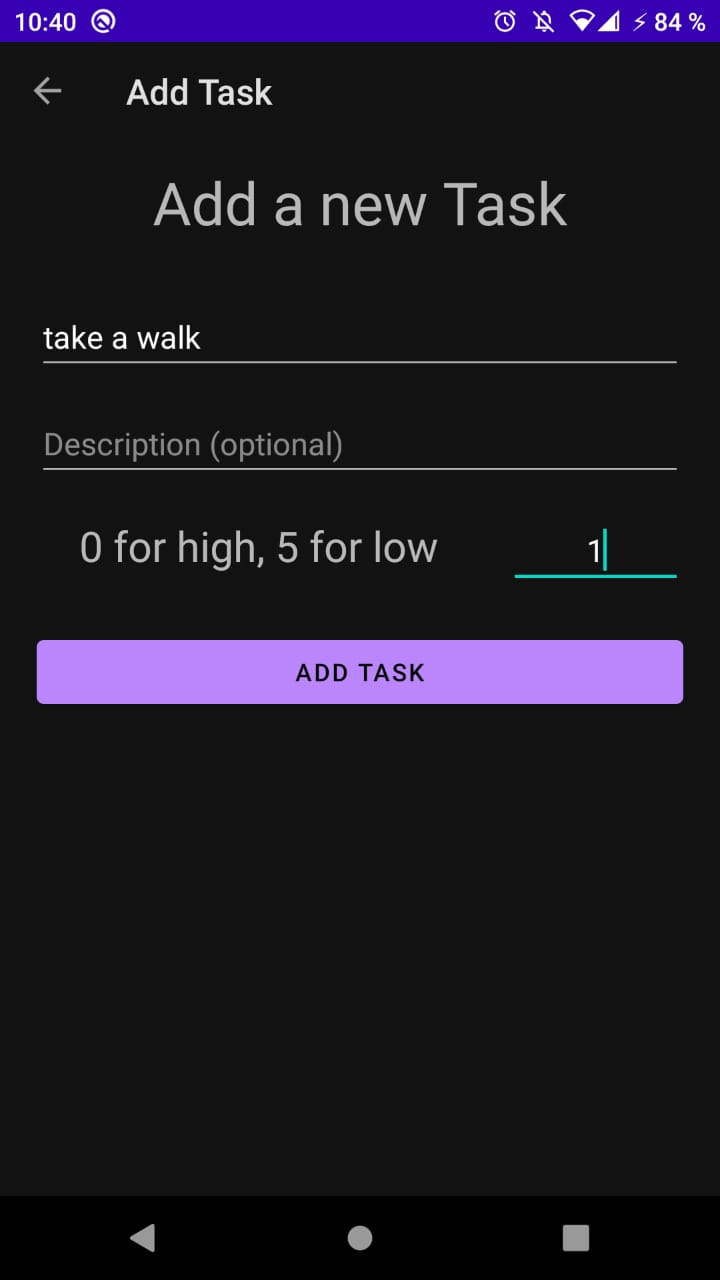 10:40 84 %
Add Task
Add a new Task
take a walk
Description (optional)
0 for high, 5 for low 1
ADD TASK